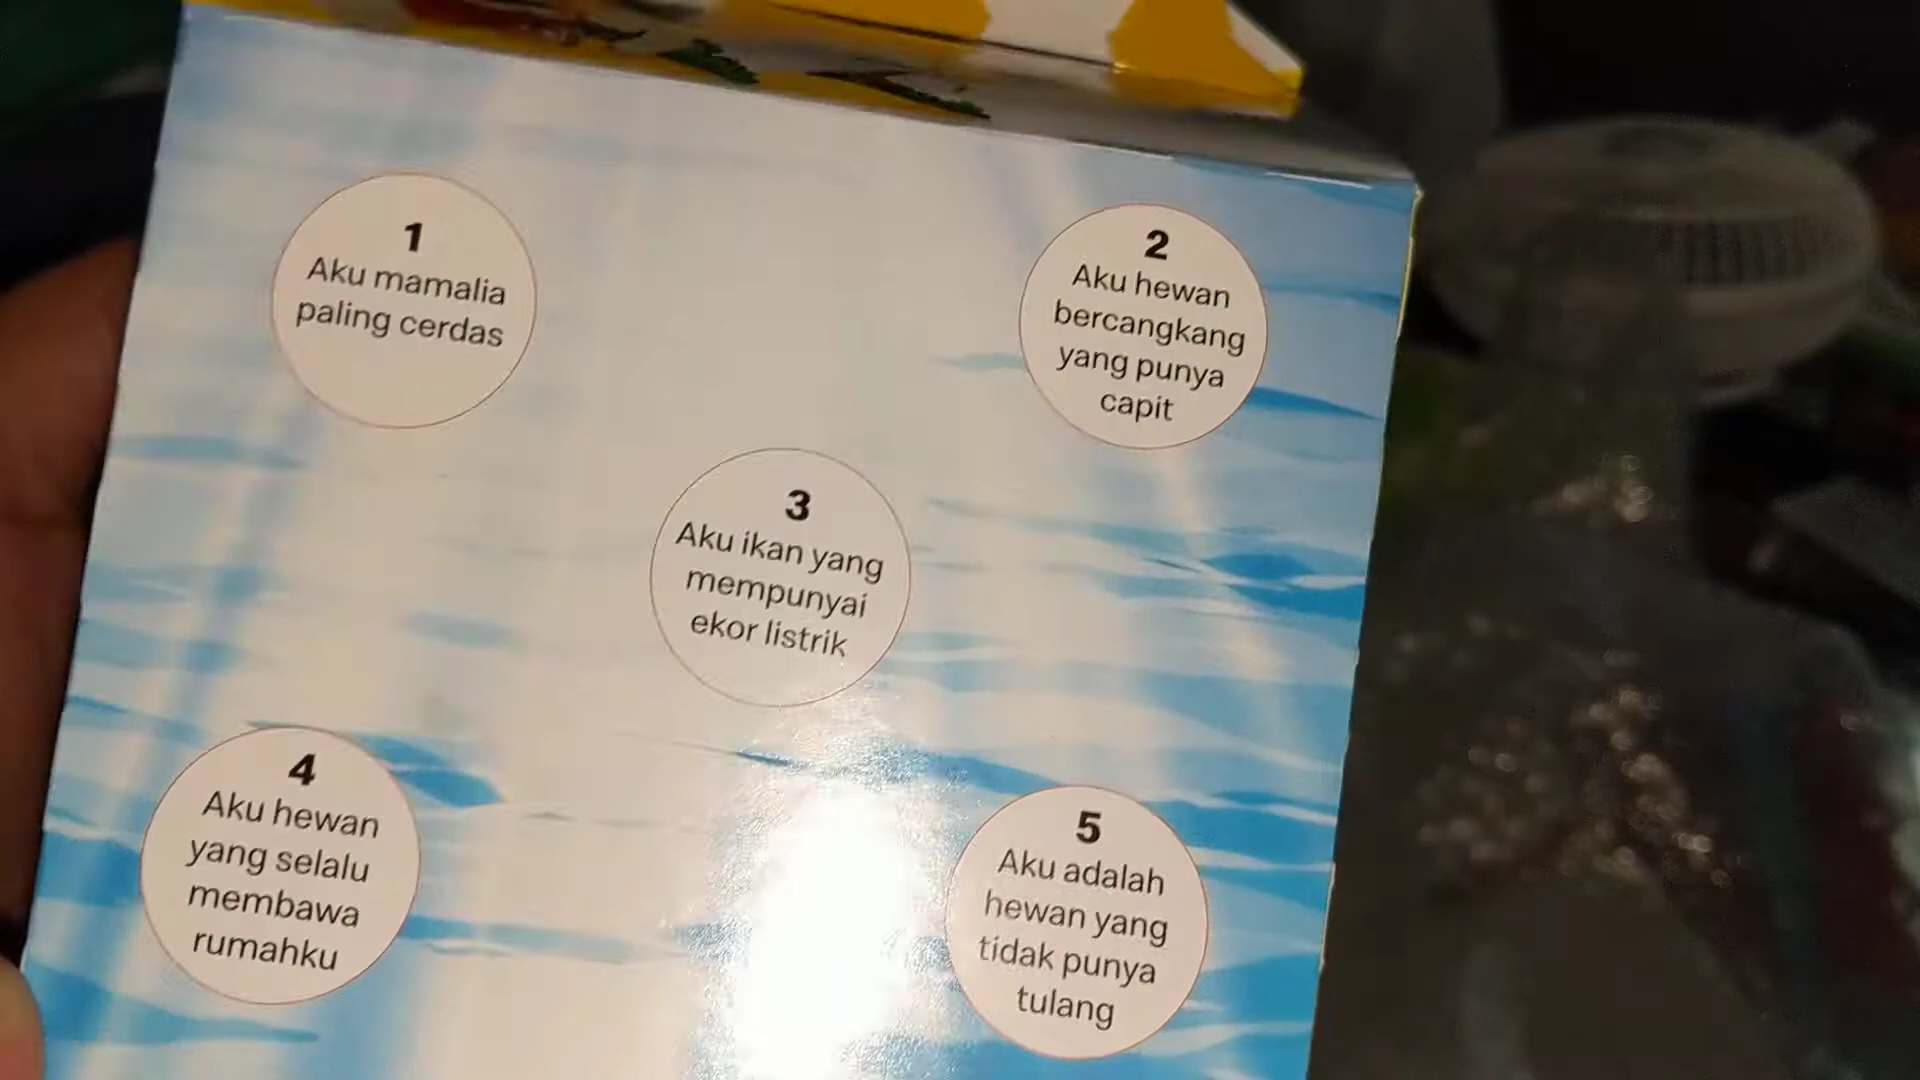 1
Aku mamalia
paling cerdas
2
Aku hewan
bercangkang
yang punya
capit
3
Aku ikan yang
mempunyai
ekor listrik
4
Aku hewan
yang selalu
membawa
rumahku
5
Aku adalah
hewan yang
tidak punya
tulang